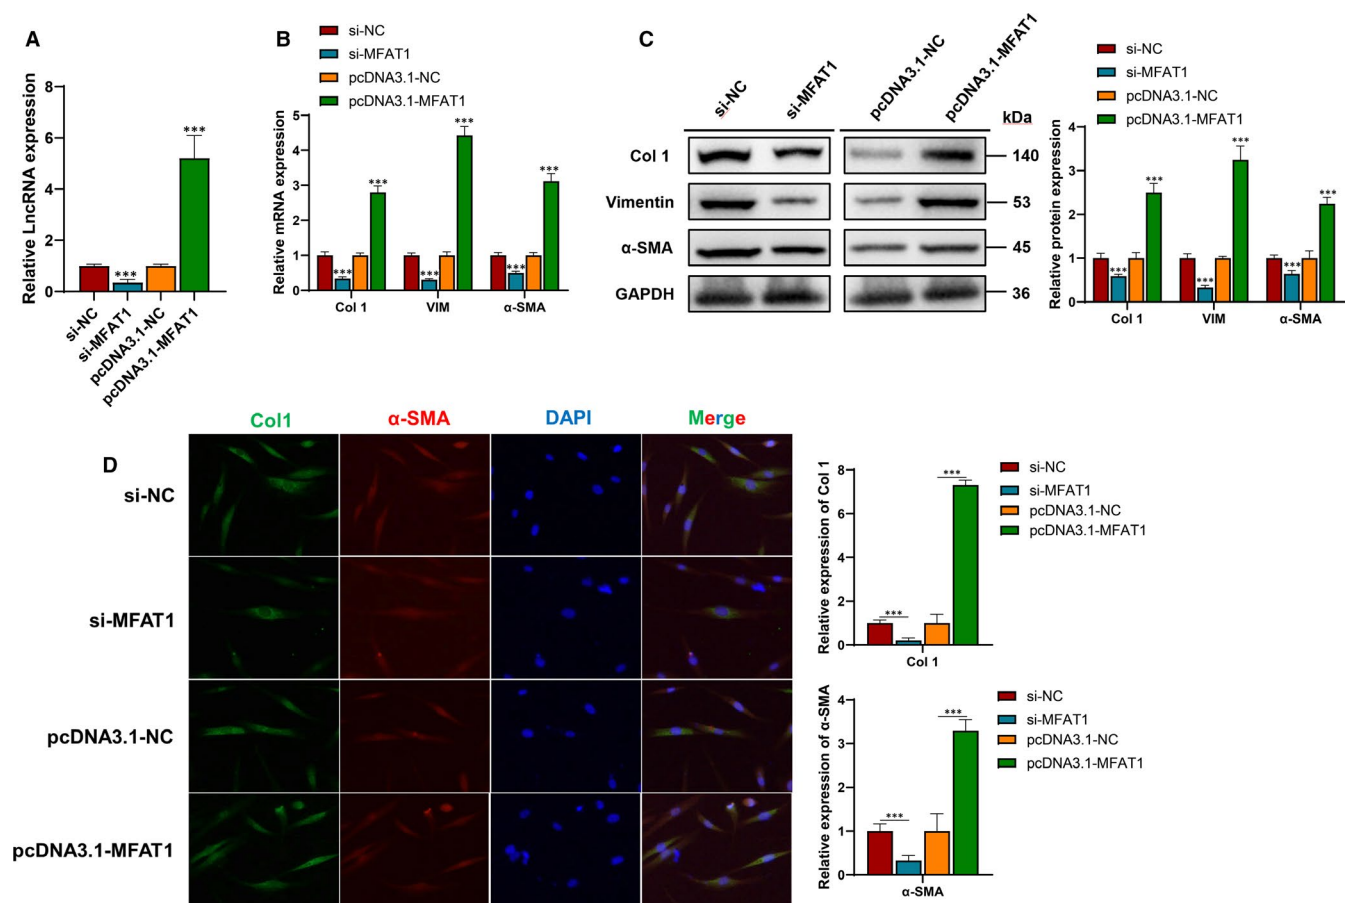 A
Relative LncRNA expression
8
6
4
2
0
***
***
si-NC
si-MFAT1
pcDNA3.1-NC
pcDNA3.1-MFAT1
B
si-NC
si-MFAT1
pcDNA3.1-NC
pcDNA3.1-MFAT1
Relative mRNA expression
5
4
3
2
1
0
***
***
***
***
***
***
Col 1
VIM
α-SMA
C
si-NC
si-MFAT1
pcDNA3.1-NC
pcDNA3.1-MFAT1
kDa
Col 1
140
Vimentin
53
α-SMA
45
GAPDH
36
si-NC
si-MFAT1
pcDNA3.1-NC
pcDNA3.1-MFAT1
Relative protein expression
4
3
2
1
0
***
***
***
***
***
***
Col 1
VIM
α-SMA
D
Col1
α-SMA
DAPI
Merge
si-NC
si-MFAT1
pcDNA3.1-NC
pcDNA3.1-MFAT1
Relative expression of Col 1
8
6
4
2
0
***
***
Col 1
si-NC
si-MFAT1
pcDNA3.1-NC
pcDNA3.1-MFAT1
Relative expression of α-SMA
4
3
2
1
0
***
***
α-SMA
si-NC
si-MFAT1
pcDNA3.1-NC
pcDNA3.1-MFAT1